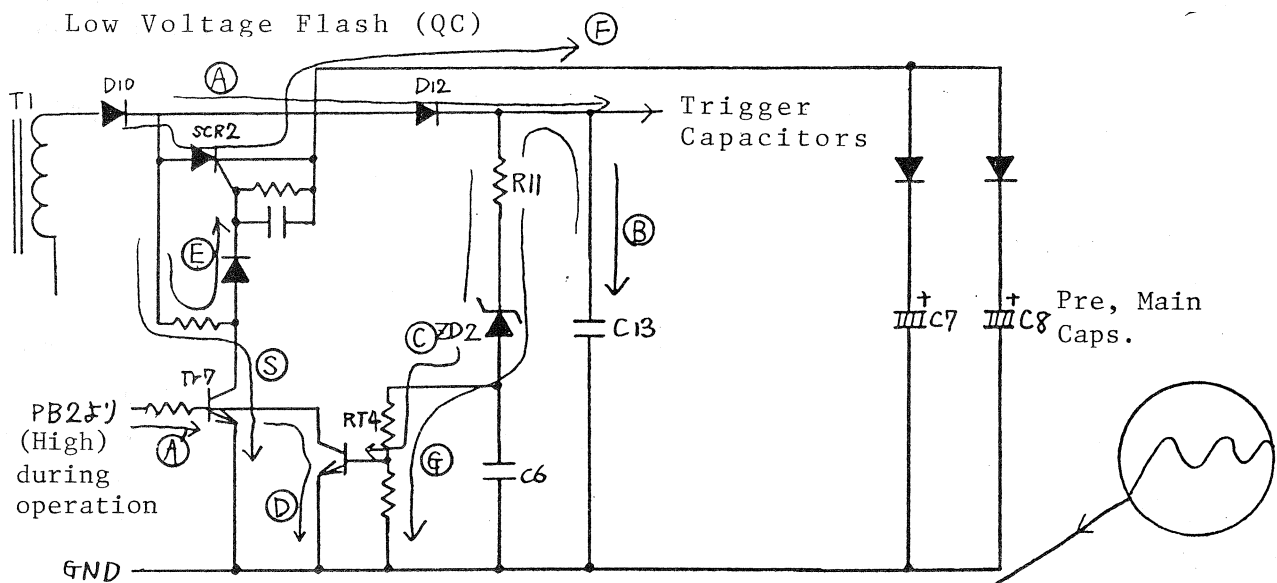 Low Voltage Flash (QC)
F
A
D10
D12
T1
SCR2
Trigger
Capacitors
R11
B
E
+
C7
+
C8
Pre, Main
Caps.
C ZD2
C13
S
Tr7
PB2より
(High)
during
operation
A
RT4
G
C6
D
GND